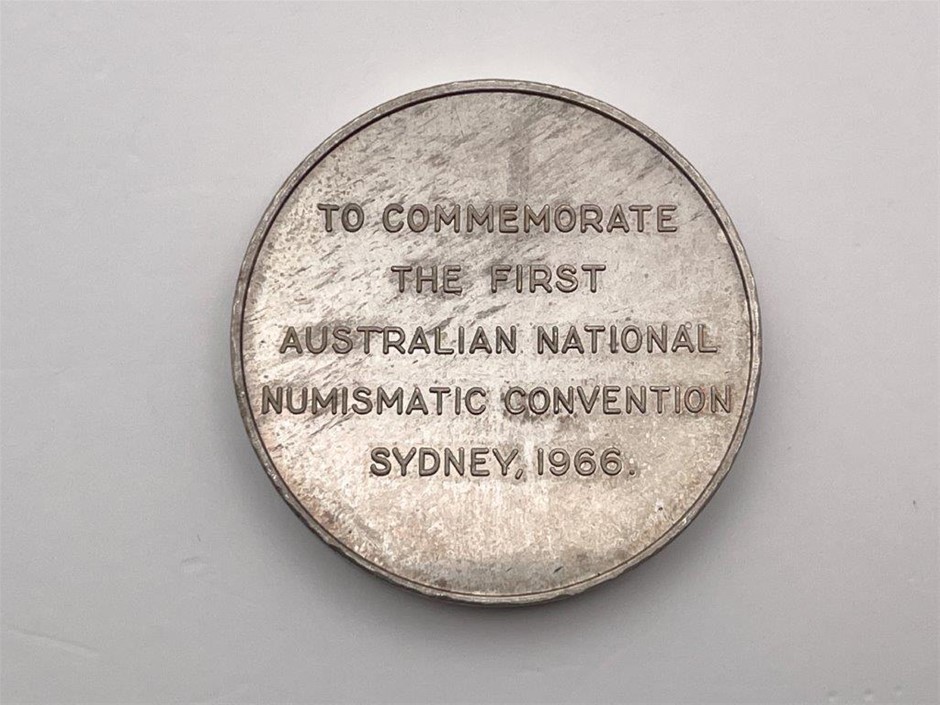 TO COMMEMORATE
THE FIRST
AUSTRALIAN NATIONAL
NUMISMATIC CONVENTION
SYDNEY, 1966.